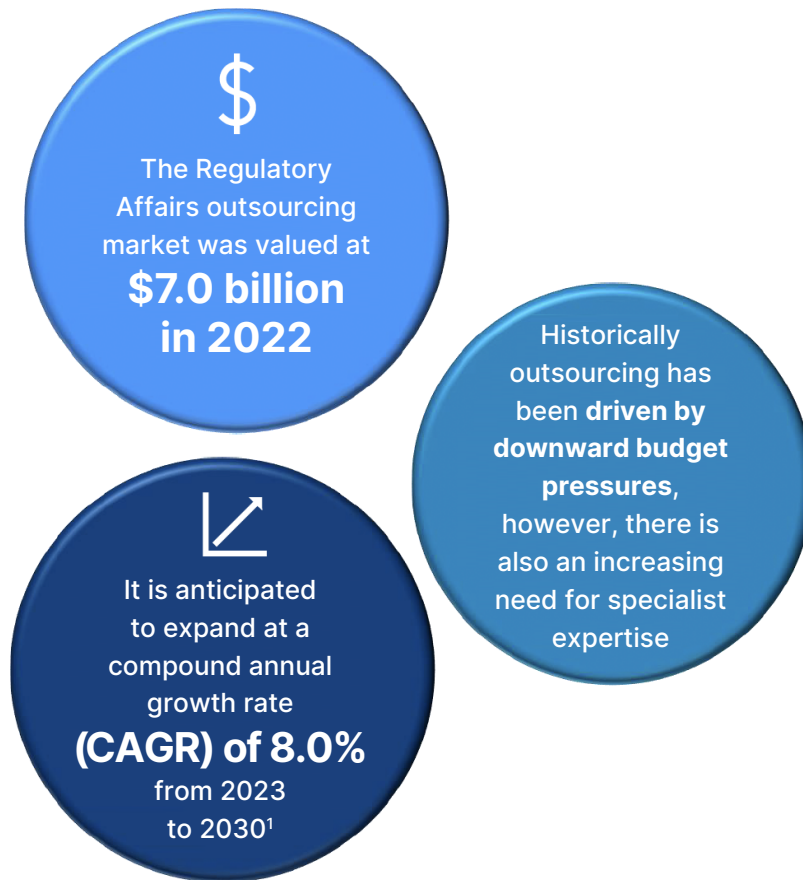 $
The Regulatory
Affairs outsourcing
market was valued at
$7.0 billion
in 2022
Historically
outsourcing has
been driven by
downward budget
pressures,
however, there is
also an increasing
need for specialist
expertise
It is anticipated
to expand at a
compound annual
growth rate
(CAGR) of 8.0%
from 2023
to 2030¹